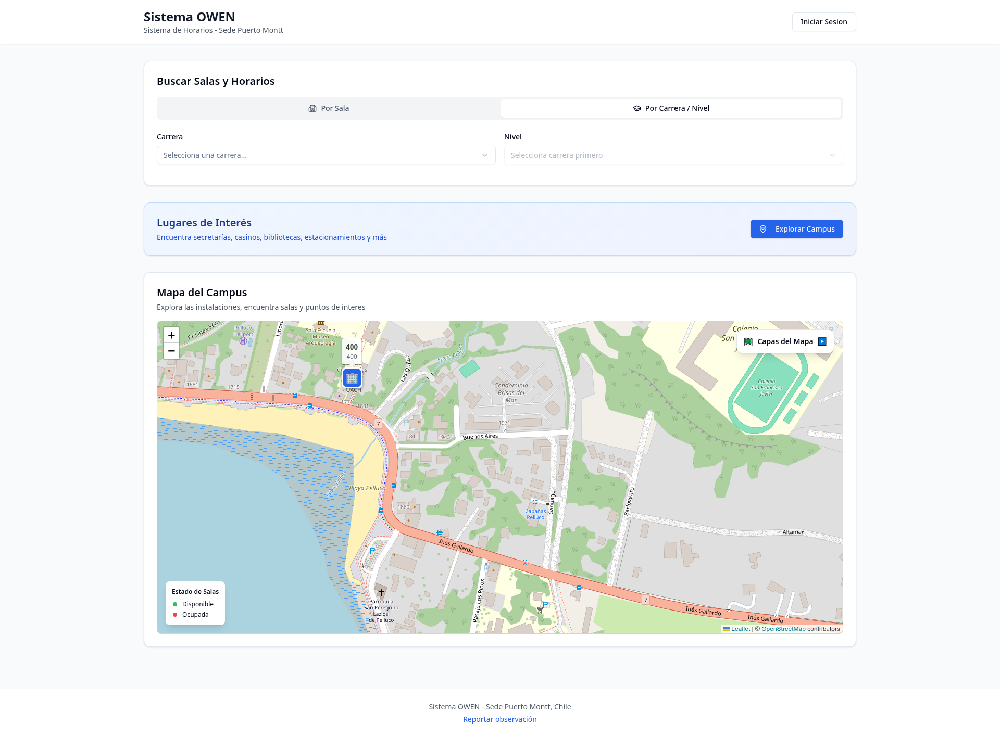 Sistema OWEN
Sistema de Horarios - Sede Puerto Montt
Iniciar Sesion
Buscar Salas y Horarios
Por Sala
Por Carrera / Nivel
Carrera
Nivel
Selecciona una carrera...
Selecciona carrera primero
Lugares de Interés
Encuentra secretarías, casinos, bibliotecas, estacionamientos y más
Explorar Campus
Mapa del Campus
Explora las instalaciones, encuentra salas y puntos de interes
+
−
Ex Línea Férre
Pelluco
Heliport
H
Sala Escuela
Museo
Arqueología
400
400
- UACH
Las Quilas
Estero Pelluco
Condominio
Brisas del
Mar
Colegio
San
Capas del Mapa
Colegio
San Francisco
Javier
1681
1715
1801
7
1841
1943
1971
Buenos Aires
Estero Pelluco
Playa Pelluco
1860
Cabañas
Pelluco
Santiago
Barlovento
Altamar
Inés Gallardo
P
Pasaje Los Pinos
Parroquia
San Peregrino
Laziosi
de Pelluco
P
7
Inés Gallardo
Inés Gallardo
Estado de Salas
Disponible
Ocupada
Leaflet | © OpenStreetMap contributors
Sistema OWEN - Sede Puerto Montt, Chile
Reportar observación